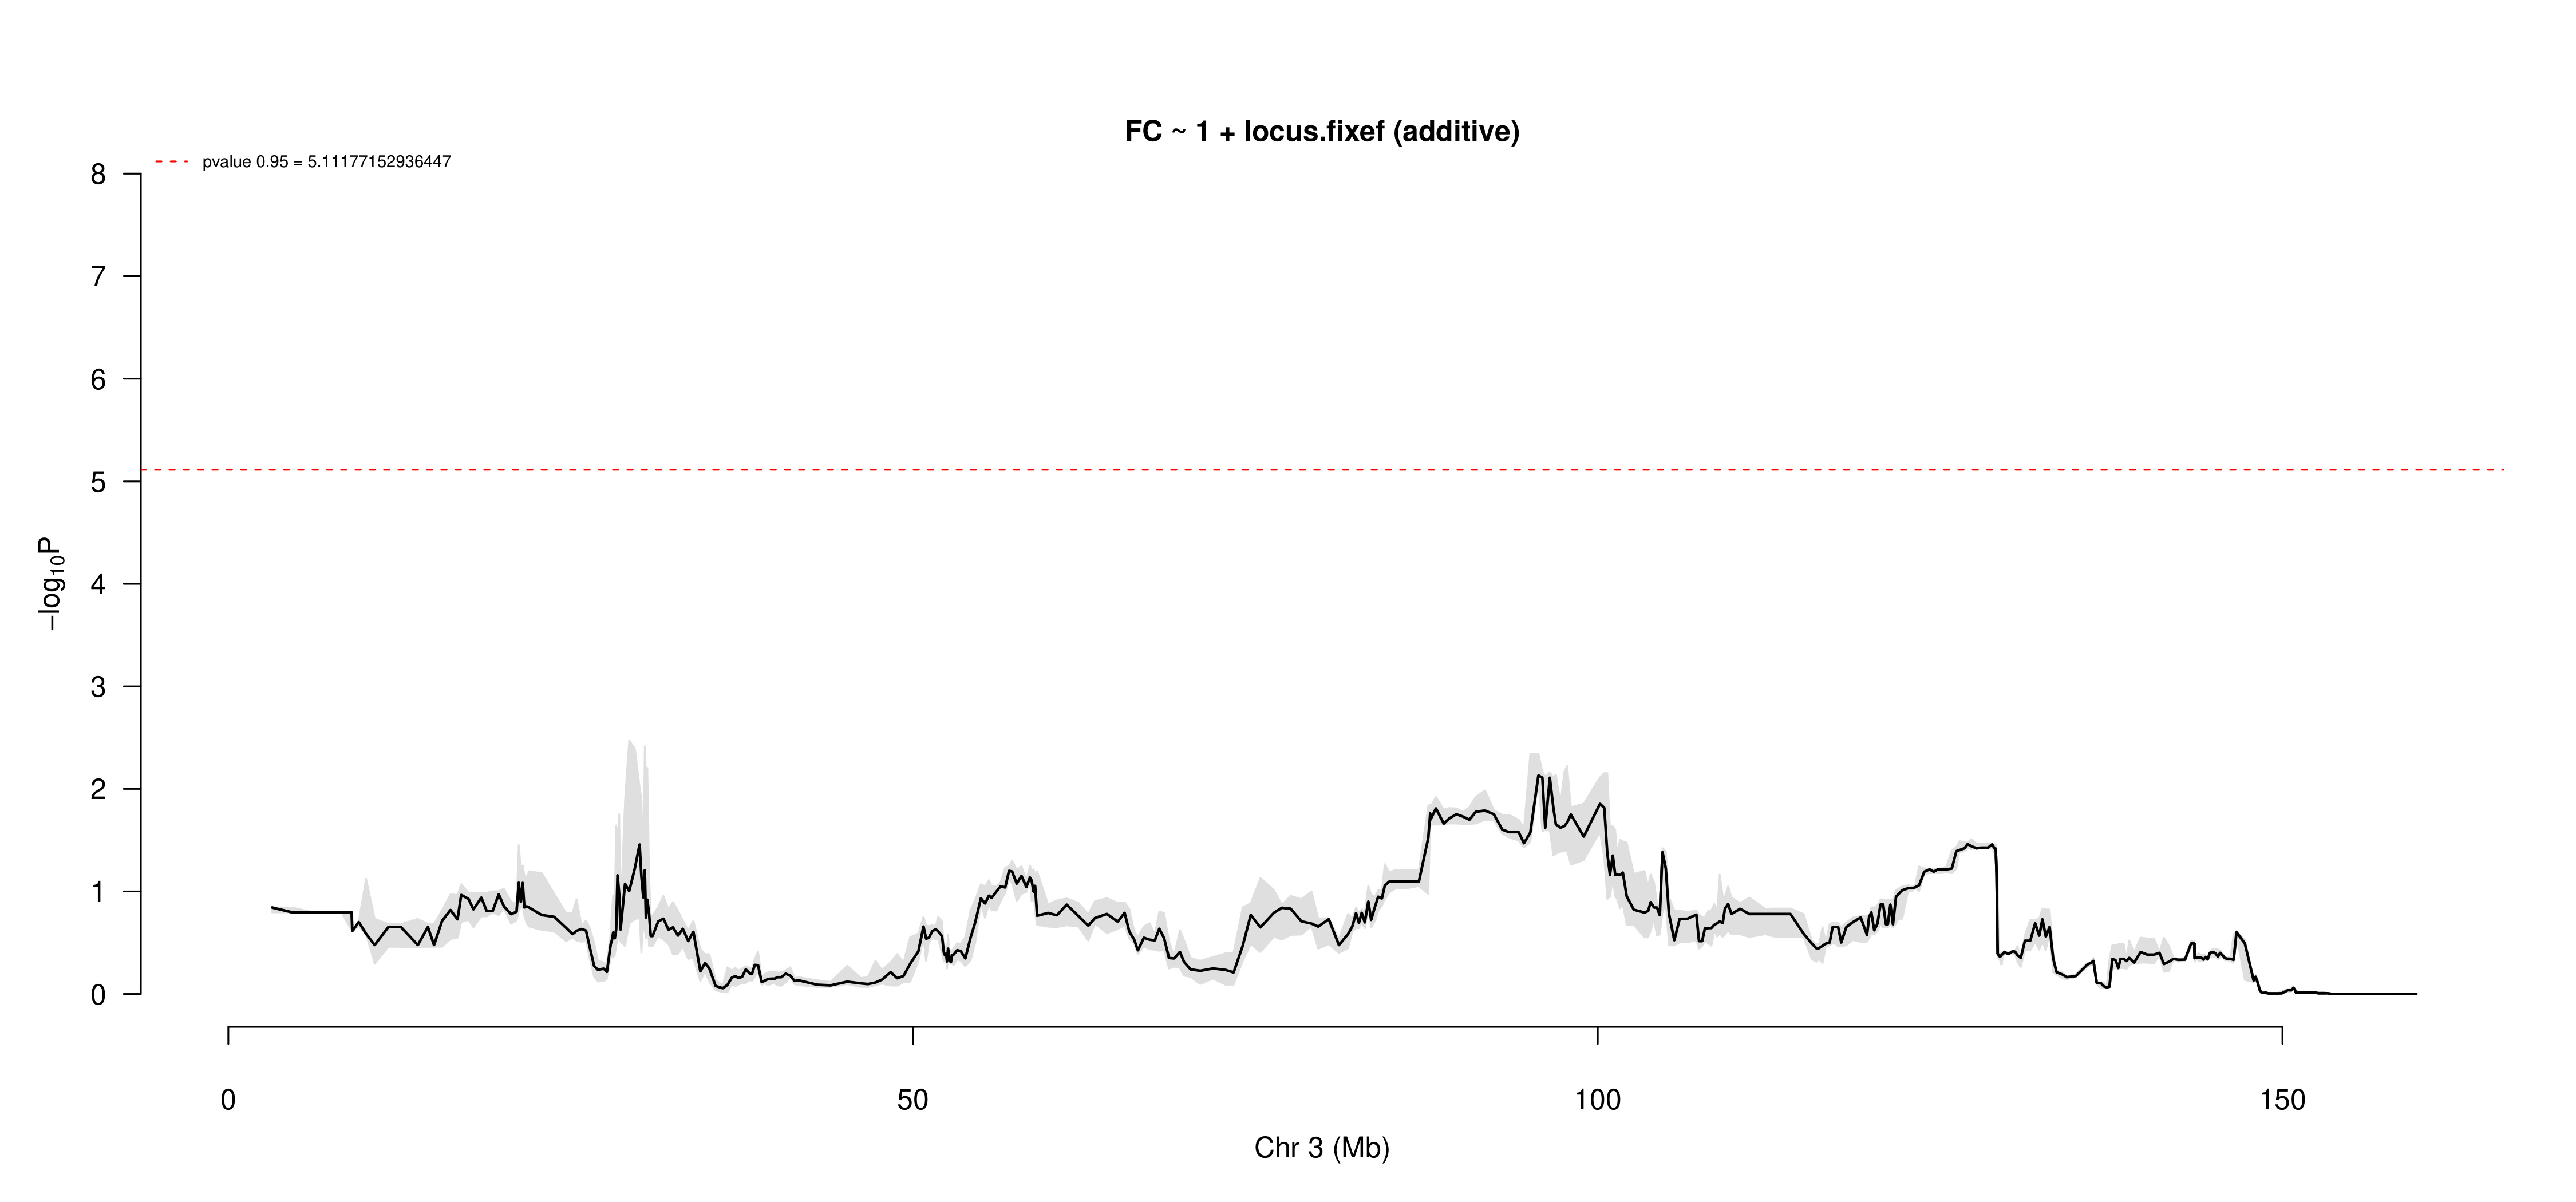 FC ~ 1 + locus.fixef (additive)
pvalue 0.95 = 5.11177152936447
8
7
6
5
4
3
2
1
0
−log10P
0 50 100 150
Chr 3 (Mb)